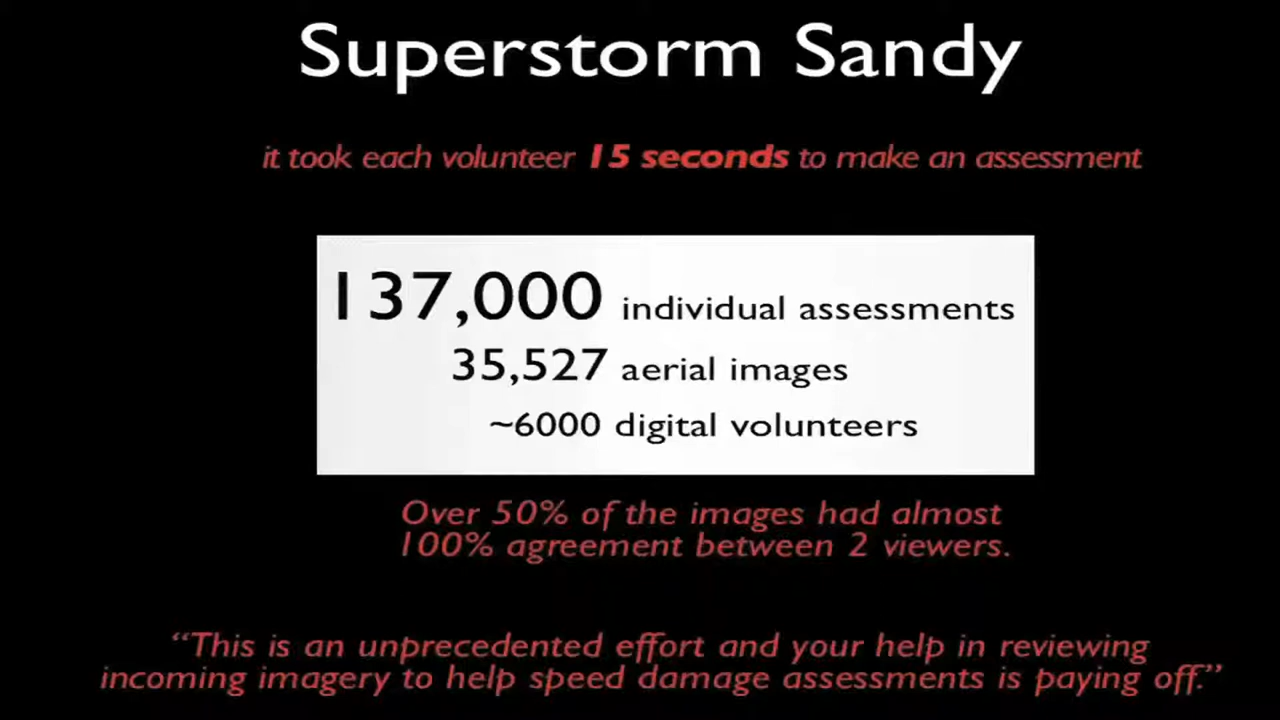 Superstorm Sandy
it took each volunteer 15 seconds to make an assessment
137,000 individual assessments
35,527 aerial images
~6000 digital volunteers
Over 50% of the images had almost
100% agreement between 2 viewers.
“This is an unprecedented effort and your help in reviewing
incoming imagery to help speed damage assessments is paying off.”